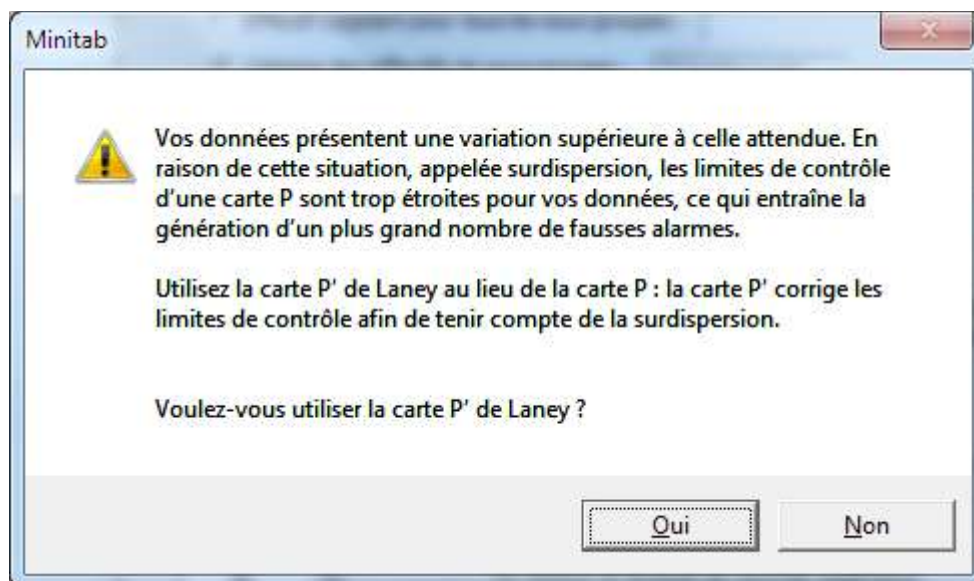 Minitab
Vos données présentent une variation supérieure à celle attendue. En
raison de cette situation, appelée surdispersion, les limites de contrôle
d'une carte P sont trop étroites pour vos données, ce qui entraîne la
génération d'un plus grand nombre de fausses alarmes.
Utilisez la carte P' de Laney au lieu de la carte P : la carte P' corrige les
limites de contrôle afin de tenir compte de la surdispersion.
Voulez-vous utiliser la carte P' de Laney ?
Oui
Non